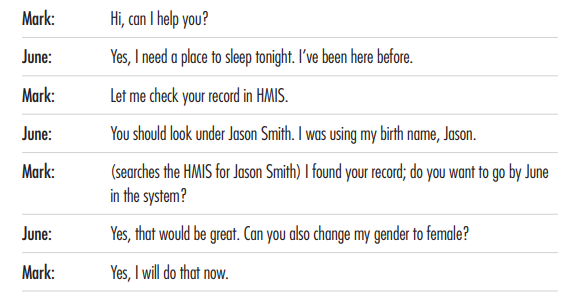 Mark: Hi, can I help you?
June: Yes, I need a place to sleep tonight. I've been here before.
Mark: Let me check your record in HMIS.
June: You should look under Jason Smith. I was using my birth name, Jason.
Mark: (searches the HMIS for Jason Smith) I found your record; do you want to go by June
in the system?
June: Yes, that would be great. Can you also change my gender to female?
Mark: Yes, I will do that now.